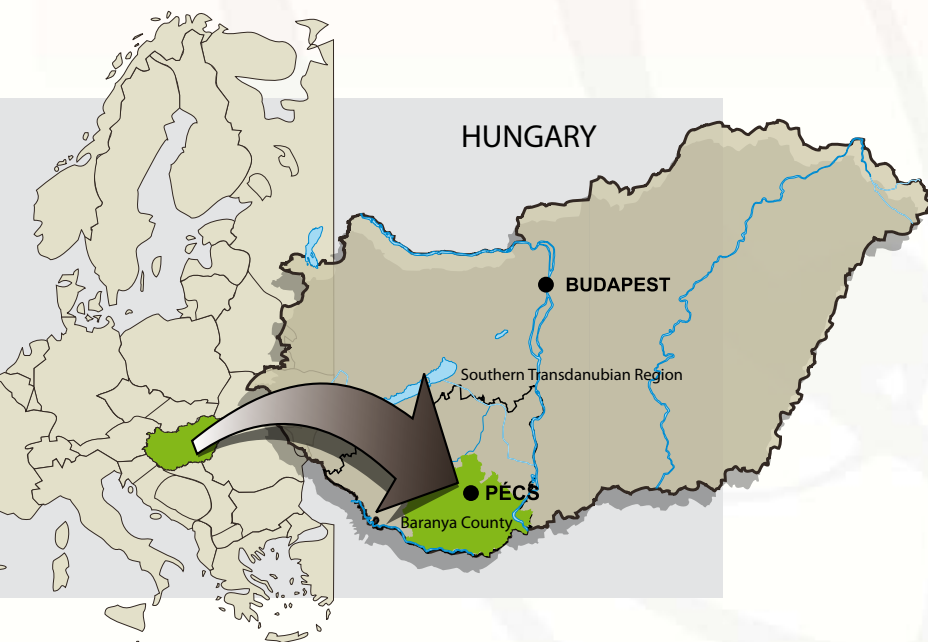 HUNGARY
BUDAPEST
Southern Transdanubian Region
PÉCS
Baranya County